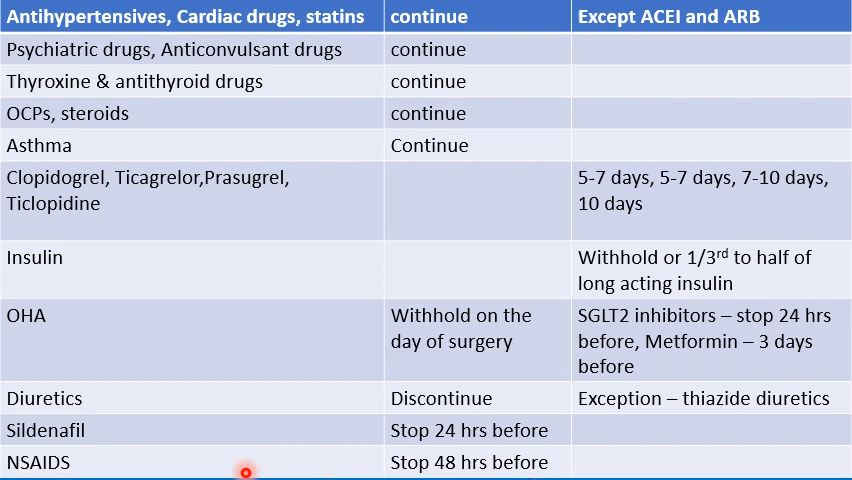 Antihypertensives, Cardiac drugs, statins continue Except ACEI and ARB
Psychiatric drugs, Anticonvulsant drugs continue
Thyroxine & antithyroid drugs continue
OCPs, steroids continue
Asthma Continue
Clopidogrel, Ticagrelor,Prasugrel,
Ticlopidine
5-7 days, 5-7 days, 7-10 days,
10 days
Insulin
Withhold or 1/3rd to half of
long acting insulin
OHA
Withhold on the
day of surgery
SGLT2 inhibitors – stop 24 hrs
before, Metformin – 3 days
before
Diuretics Discontinue Exception – thiazide diuretics
Sildenafil Stop 24 hrs before
NSAIDS Stop 48 hrs before